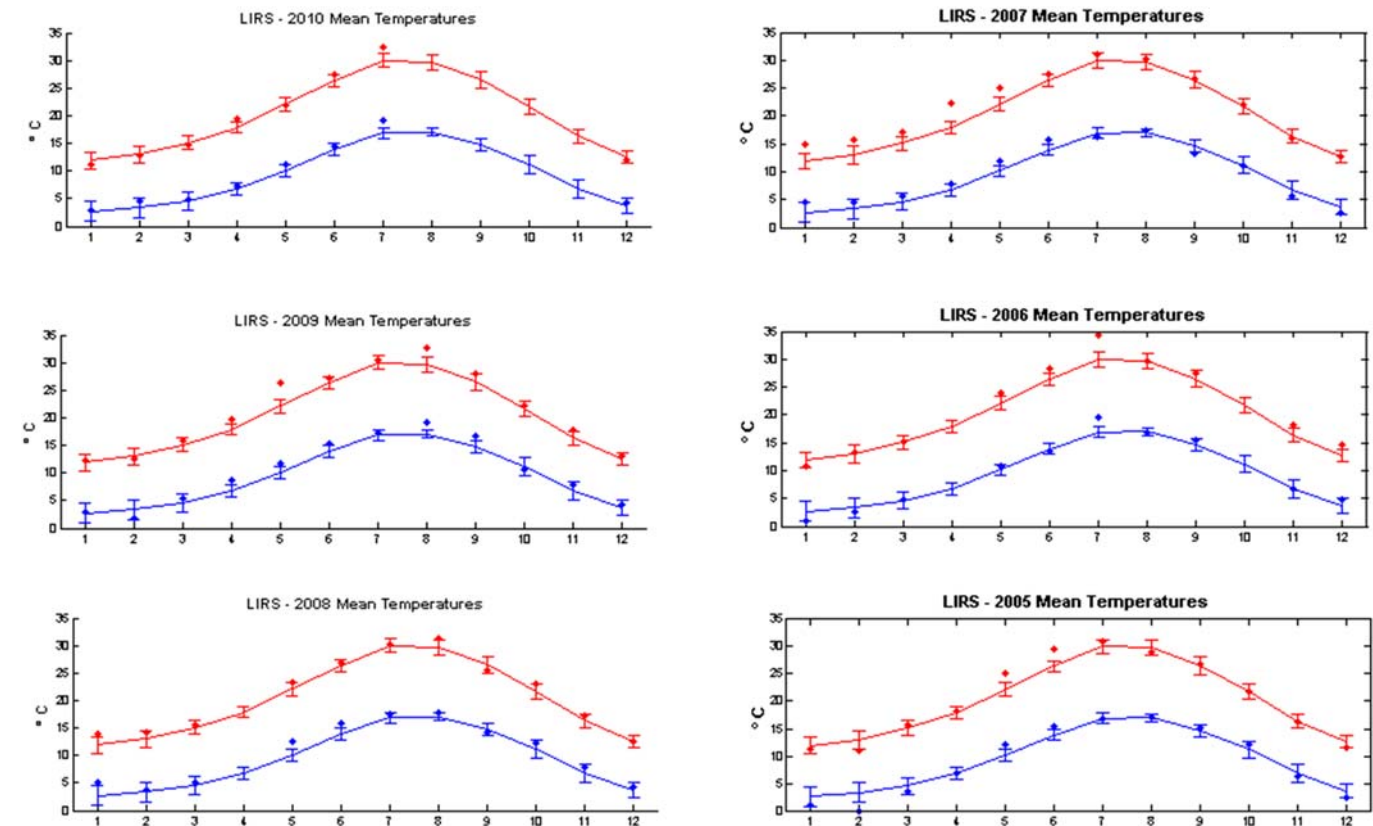 LIRS - 2010 Mean Temperatures
35
30
25
20
15
10
5
0
° C
1 2 3 4 5 6 7 8 9 10 11 12
LIRS - 2007 Mean Temperatures
35
30
25
20
15
10
5
0
° C
1 2 3 4 5 6 7 8 9 10 11 12
LIRS - 2009 Mean Temperatures
35
30
25
20
15
10
5
0
° C
1 2 3 4 5 6 7 8 9 10 11 12
LIRS - 2006 Mean Temperatures
35
30
25
20
15
10
5
0
° C
1 2 3 4 5 6 7 8 9 10 11 12
LIRS - 2008 Mean Temperatures
35
30
25
20
15
10
5
0
° C
1 2 3 4 5 6 7 8 9 10 11 12
LIRS - 2005 Mean Temperatures
35
30
25
20
15
10
5
0
° C
1 2 3 4 5 6 7 8 9 10 11 12